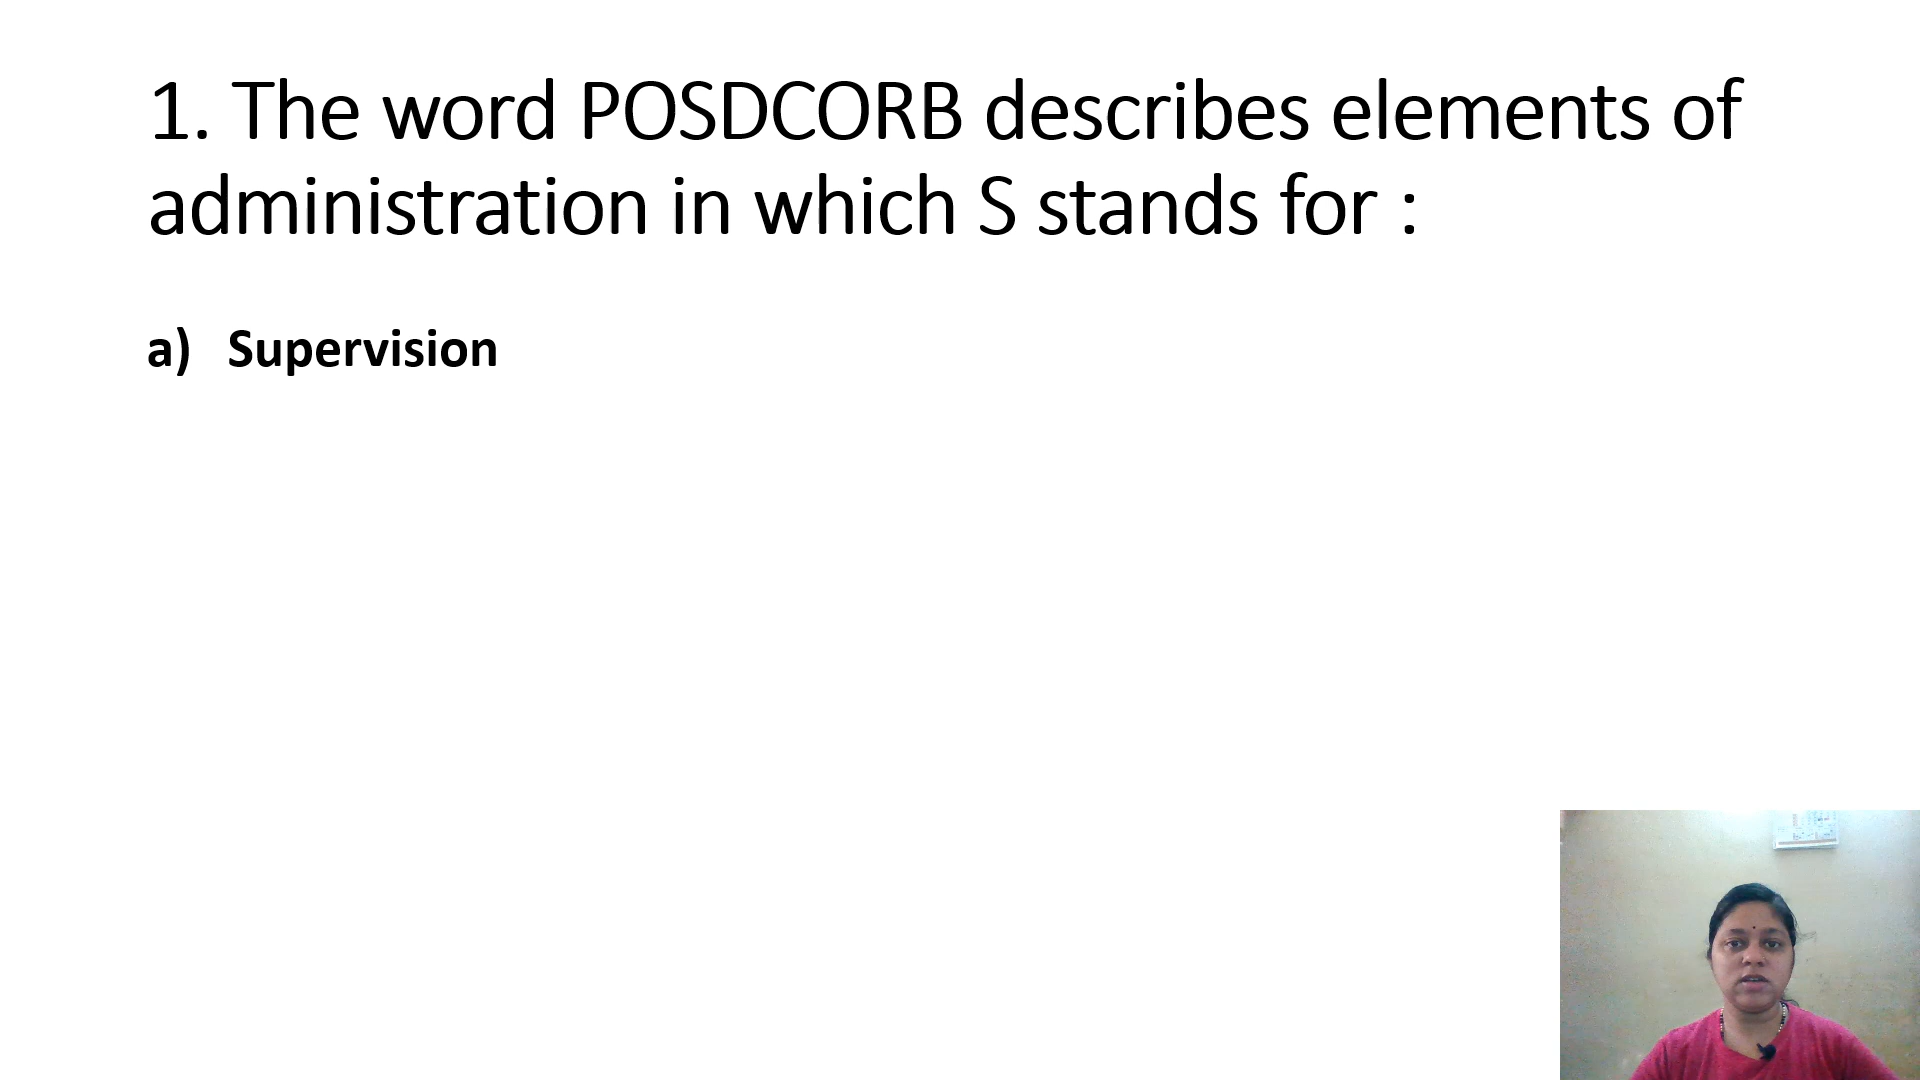 1. The word POSDCORB describes elements of
administration in which S stands for :
a) Supervision